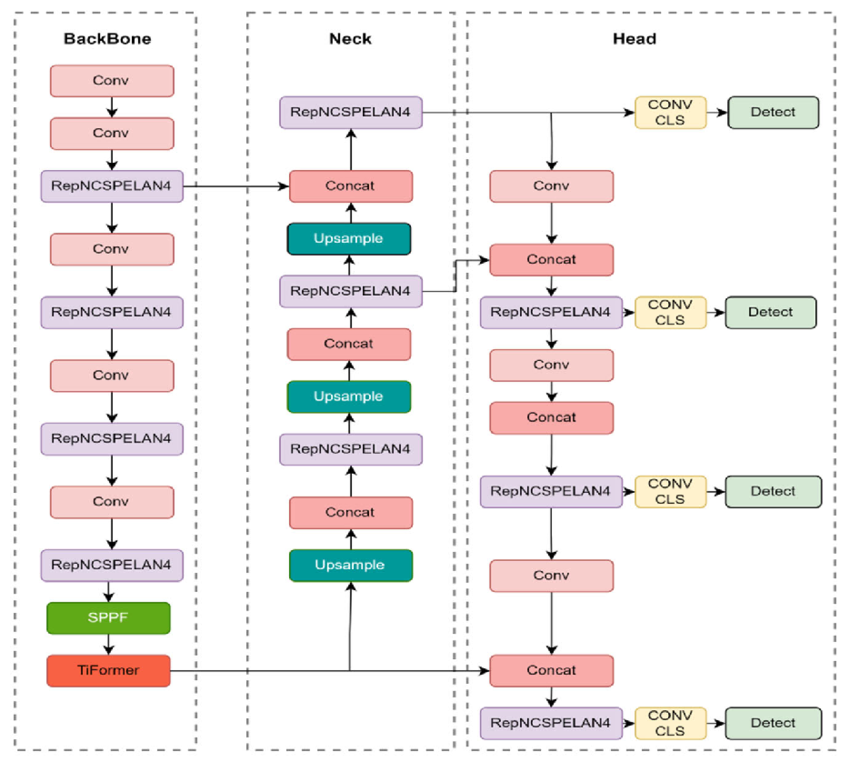 BackBone
Conv
Conv
RepNCSPELAN4
Conv
RepNCSPELAN4
Conv
RepNCSPELAN4
Conv
RepNCSPELAN4
SPPF
TiFormer
Neck
RepNCSPELAN4
Concat
Upsample
RepNCSPELAN4
Concat
Upsample
RepNCSPELAN4
Concat
Upsample
Head
CONV
CLS
Detect
Conv
Concat
RepNCSPELAN4
CONV
CLS
Detect
Conv
Concat
RepNCSPELAN4
CONV
CLS
Detect
Conv
Concat
RepNCSPELAN4
CONV
CLS
Detect